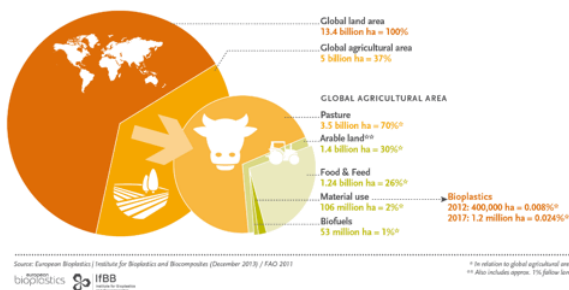 Global land area
13.4 billion ha = 100%
Global agricultural area
5 billion ha = 37%
GLOBAL AGRICULTURAL AREA
Pasture
3.5 billion ha = 70%*
Arable land**
1.4 billion ha = 30%*
Food & Feed
1.24 billion ha = 26%*
Material use
106 million ha = 2%*
Biofuels
53 million ha = 1%*
Bioplastics
2012: 400,000 ha = 0.008%*
2017: 1.2 million ha = 0.024%*
Source: European Bioplastics | Institute for Bioplastics and Biocomposites (December 2013) / FAO 2011
* In relation to global agricultural area
** Also includes approx. 1% fallow land
european
bioplastics
IfBB
Institute for Bioplastics